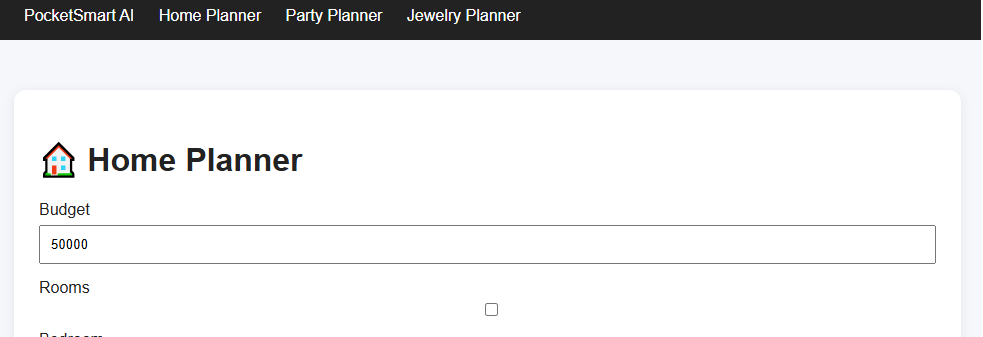 PocketSmart AI Home Planner Party Planner Jewelry Planner
Home Planner
Budget
50000
Rooms